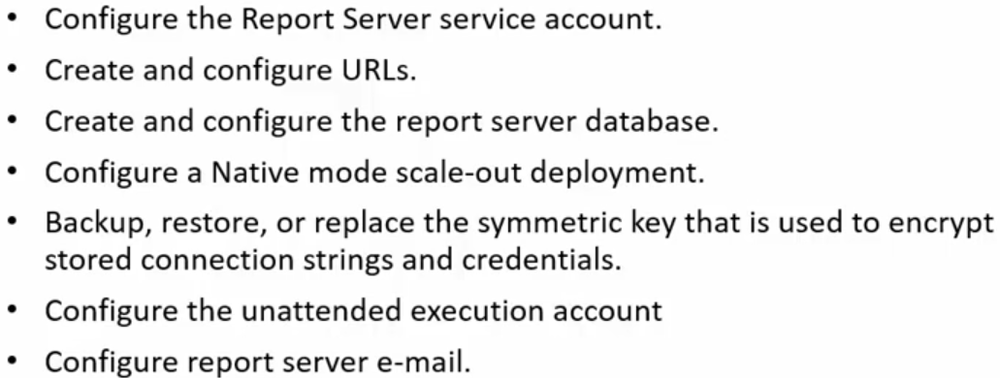 • Configure the Report Server service account.
• Create and configure URLs.
• Create and configure the report server database.
• Configure a Native mode scale-out deployment.
• Backup, restore, or replace the symmetric key that is used to encrypt
stored connection strings and credentials.
• Configure the unattended execution account
• Configure report server e-mail.